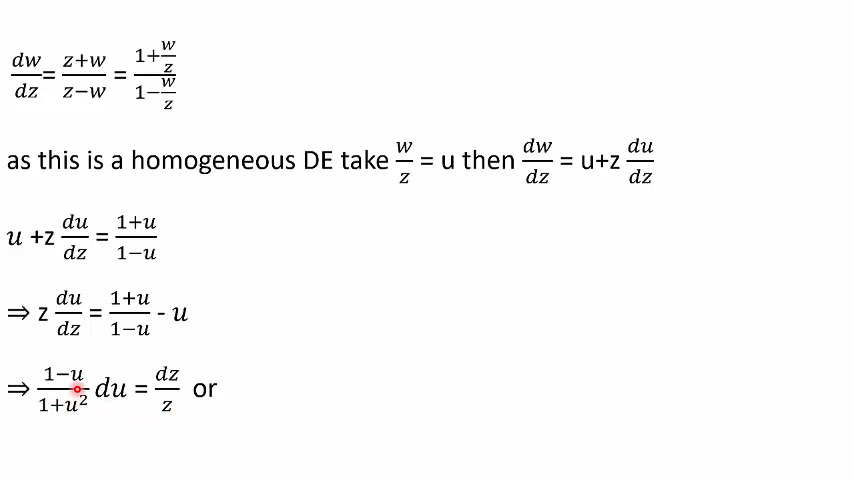 dw/dz= z+w/z−w = 1+w/z/1−w/z
as this is a homogeneous DE take w/z = u then dw/dz = u+z du/dz
u +z du/dz = 1+u/1−u
⇒ z du/dz = 1+u/1−u - u
⇒ 1−u/1+u² du = dz/z or